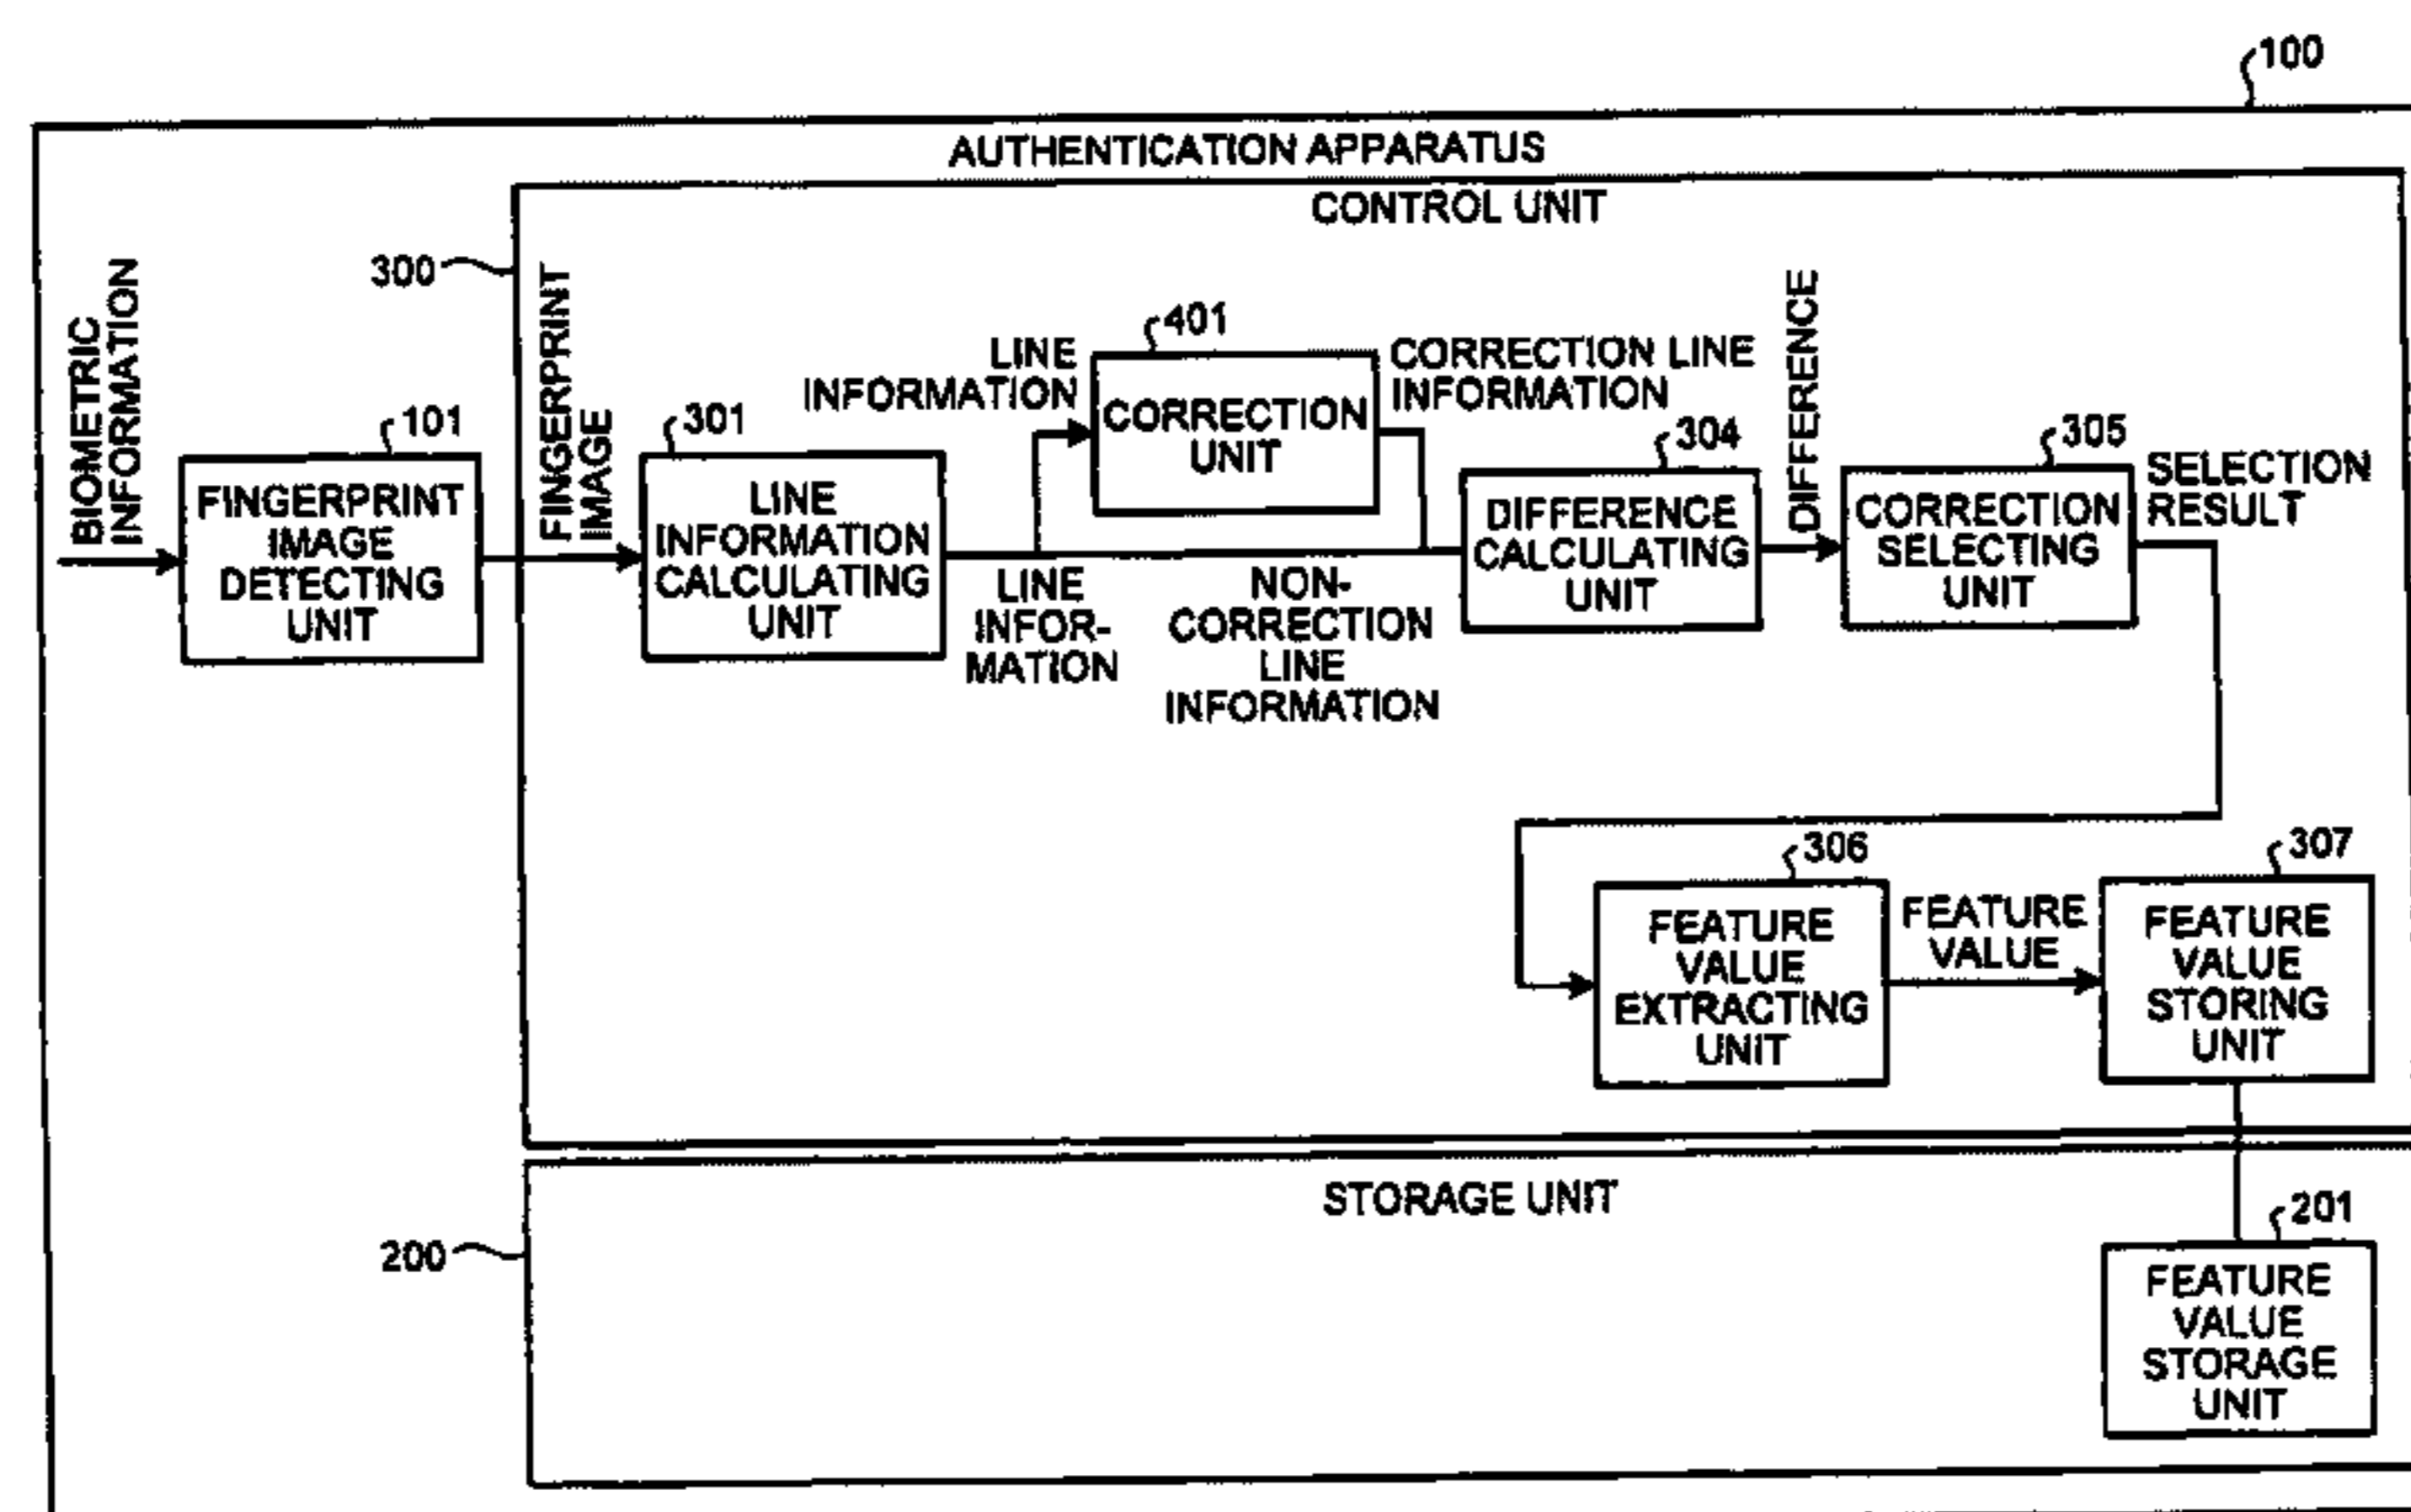 100
AUTHENTICATION APPARATUS
CONTROL UNIT
300
BIOMETRIC
INFORMATION
101
FINGERPRINT
IMAGE
DETECTING
UNIT
FINGERPRINT
IMAGE
301
LINE
INFORMATION
CALCULATING
UNIT
LINE
INFORMATION
401
CORRECTION
UNIT
CORRECTION LINE
INFORMATION
LINE
INFOR-
MATION
NON-
CORRECTION
LINE
INFORMATION
304
DIFFERENCE
CALCULATING
UNIT
DIFFERENCE
305
CORRECTION
SELECTING
UNIT
SELECTION
RESULT
306
FEATURE
VALUE
EXTRACTING
UNIT
FEATURE
VALUE
307
FEATURE
VALUE
STORING
UNIT
STORAGE UNIT
200
201
FEATURE
VALUE
STORAGE
UNIT